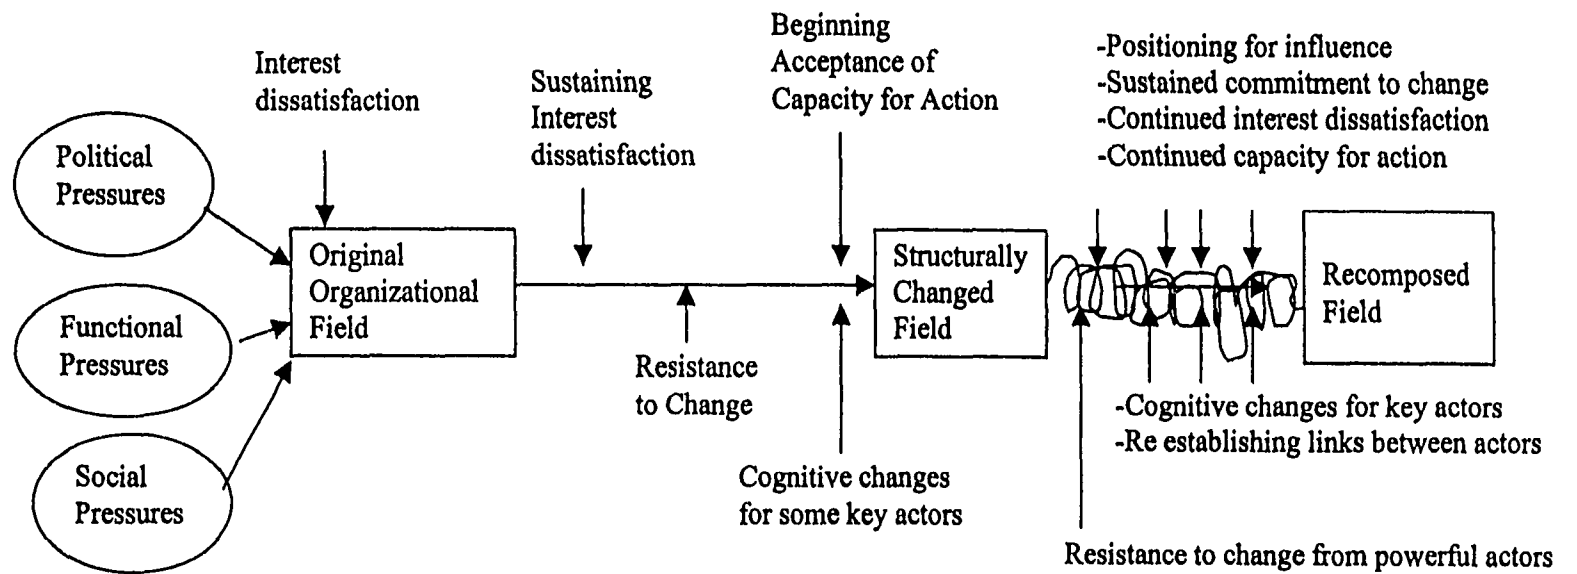 Political
Pressures
Functional
Pressures
Social
Pressures
Interest
dissatisfaction
Original
Organizational
Field
Sustaining
Interest
dissatisfaction
Resistance
to Change
Beginning
Acceptance of
Capacity for Action
Cognitive changes
for some key actors
Structurally
Changed
Field
-Positioning for influence
-Sustained commitment to change
-Continued interest dissatisfaction
-Continued capacity for action
-Cognitive changes for key actors
-Re establishing links between actors
Resistance to change from powerful actors
Recomposed
Field